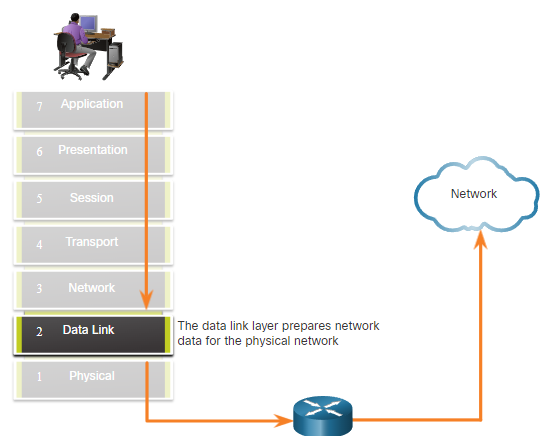 7 Application
6 Presentation
5 Session
4 Transport
3 Network
2 Data Link
The data link layer prepares network
data for the physical network
1 Physical
Network